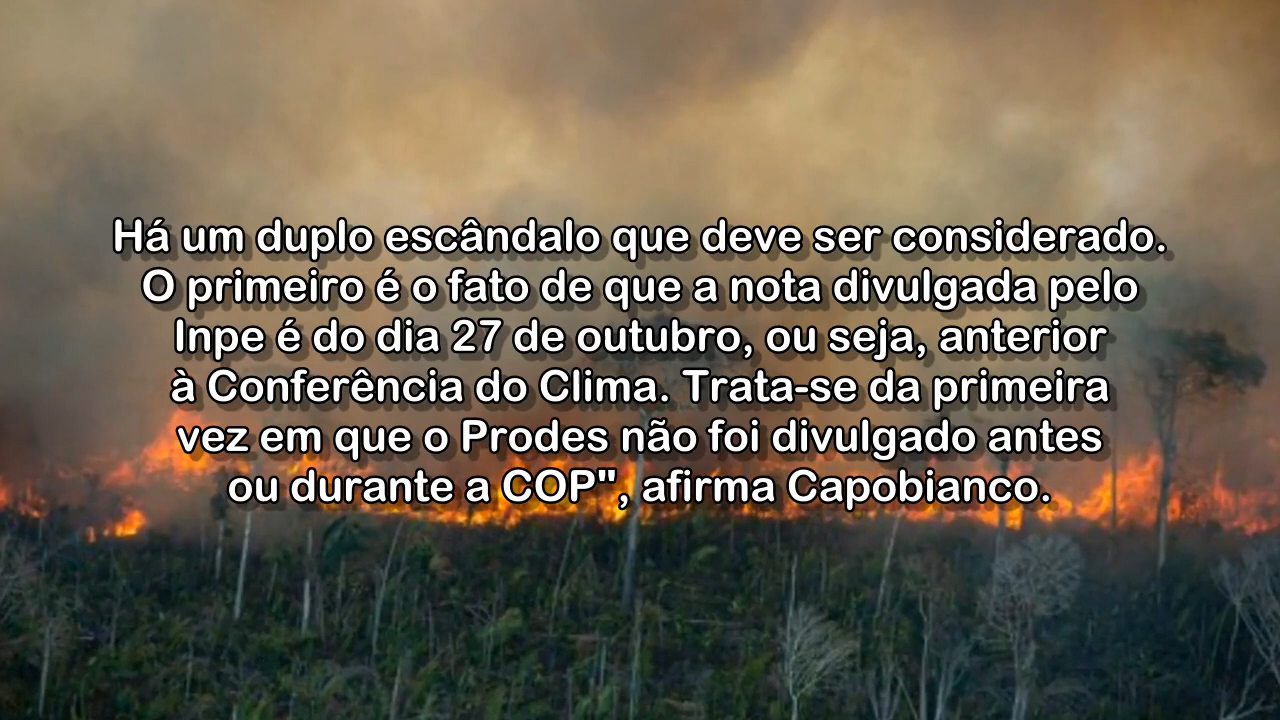 Há um duplo escândalo que deve ser considerado.
O primeiro é o fato de que a nota divulgada pelo
Inpe é do dia 27 de outubro, ou seja, anterior
à Conferência do Clima. Trata-se da primeira
vez em que o Prodes não foi divulgado antes
ou durante a COP", afirma Capobianco.